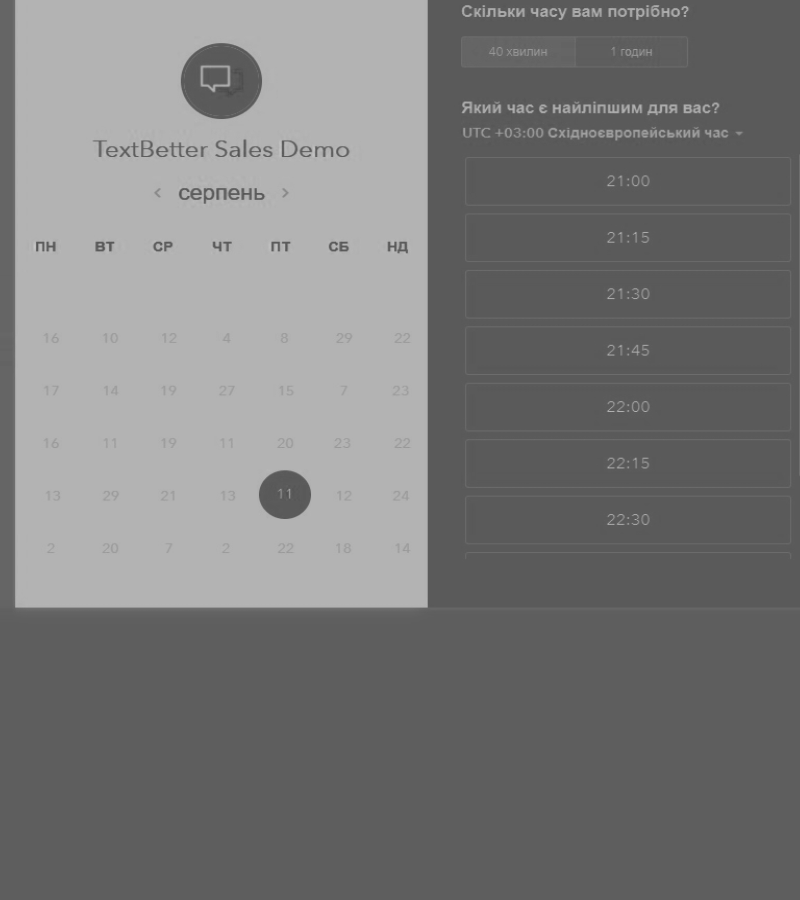 TextBetter Sales Demo
серпень
ПН ВТ СР ЧТ ПТ СБ НД
16 10 12 4 8 29 22
17 14 19 27 15 7 23
16 11 19 11 20 23 22
13 29 21 13 11 12 24
2 20 7 2 22 18 14
Скільки часу вам потрібно?
40 хвилин 1 годин
Який час є найліпшим для вас?
UTC +03:00 Східноєвропейський час
21:00
21:15
21:30
21:45
22:00
22:15
22:30